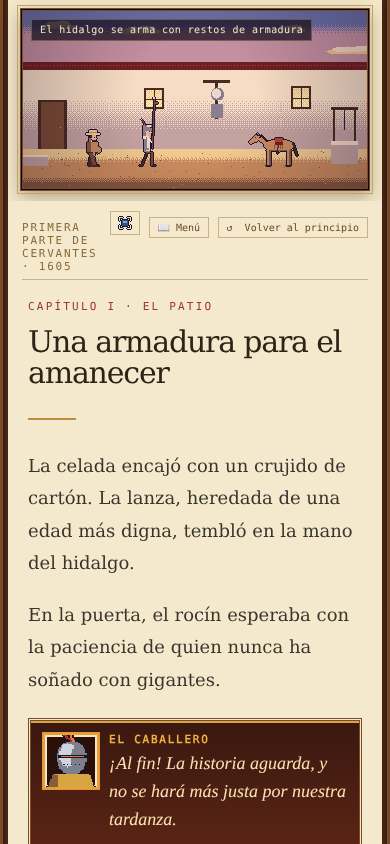 El hidalgo se arma con restos de armadura
PRIMERA
PARTE DE
CERVANTES
· 1605
📖 Menú
↺ Volver al principio
CAPÍTULO I · EL PATIO
Una armadura para el
amanecer
La celada encajó con un crujido de
cartón. La lanza, heredada de una
edad más digna, tembló en la mano
del hidalgo.
En la puerta, el rocín esperaba con
la paciencia de quien nunca ha
soñado con gigantes.
EL CABALLERO
¡Al fin! La historia aguarda, y
no se hará más justa por nuestra
tardanza.